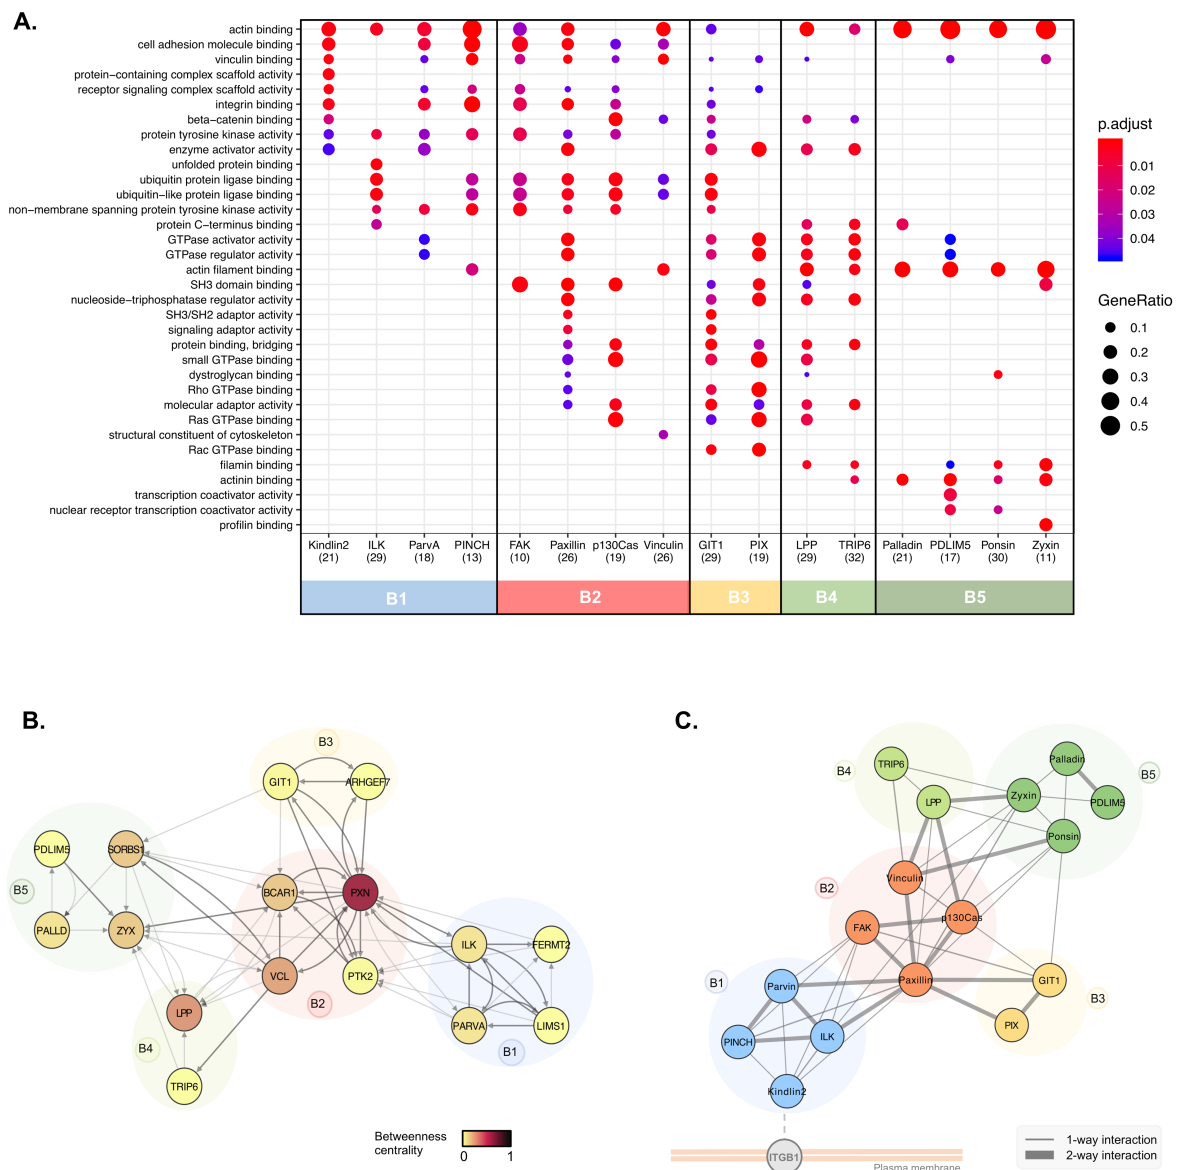 A.
actin binding
cell adhesion molecule binding
vinculin binding
protein−containing complex scaffold activity
receptor signaling complex scaffold activity
integrin binding
beta−catenin binding
protein tyrosine kinase activity
enzyme activator activity
unfolded protein binding
ubiquitin protein ligase binding
ubiquitin−like protein ligase binding
non−membrane spanning protein tyrosine kinase activity
protein C−terminus binding
GTPase activator activity
GTPase regulator activity
actin filament binding
SH3 domain binding
nucleoside−triphosphatase regulator activity
SH3/SH2 adaptor activity
signaling adaptor activity
protein binding, bridging
small GTPase binding
dystroglycan binding
Rho GTPase binding
molecular adaptor activity
Ras GTPase binding
structural constituent of cytoskeleton
Rac GTPase binding
filamin binding
actinin binding
transcription coactivator activity
nuclear receptor transcription coactivator activity
profilin binding
Kindlin2 ILK ParvA PINCH FAK Paxillin p130Cas Vinculin GIT1 PIX LPP TRIP6 Palladin PDLIM5 Ponsin Zyxin
(21) (29) (18) (13) (10) (26) (19) (26) (29) (19) (29) (32) (21) (17) (30) (11)
B1 B2 B3 B4 B5
p.adjust
0.01
0.02
0.03
0.04
GeneRatio
0.1
0.2
0.3
0.4
0.5
B.
B3
GIT1 ARHGEF7
PDLIM5 SORBS1
B5
BCAR1 PXN
PALLD ZYX
ILK FERMT2
VCL PTK2
B2
LPP
PARVA LIMS1
B4
B1
TRIP6
Betweenness
centrality
0 1
C.
B4
TRIP6
Palladin
B5
LPP
Zyxin
PDLIM5
Ponsin
Vinculin
B2
p130Cas
FAK
B1
Parvin
Paxillin
GIT1
B3
PIX
PINCH
ILK
Kindlin2
ITGB1
Plasma membrane
1-way interaction
2-way interaction